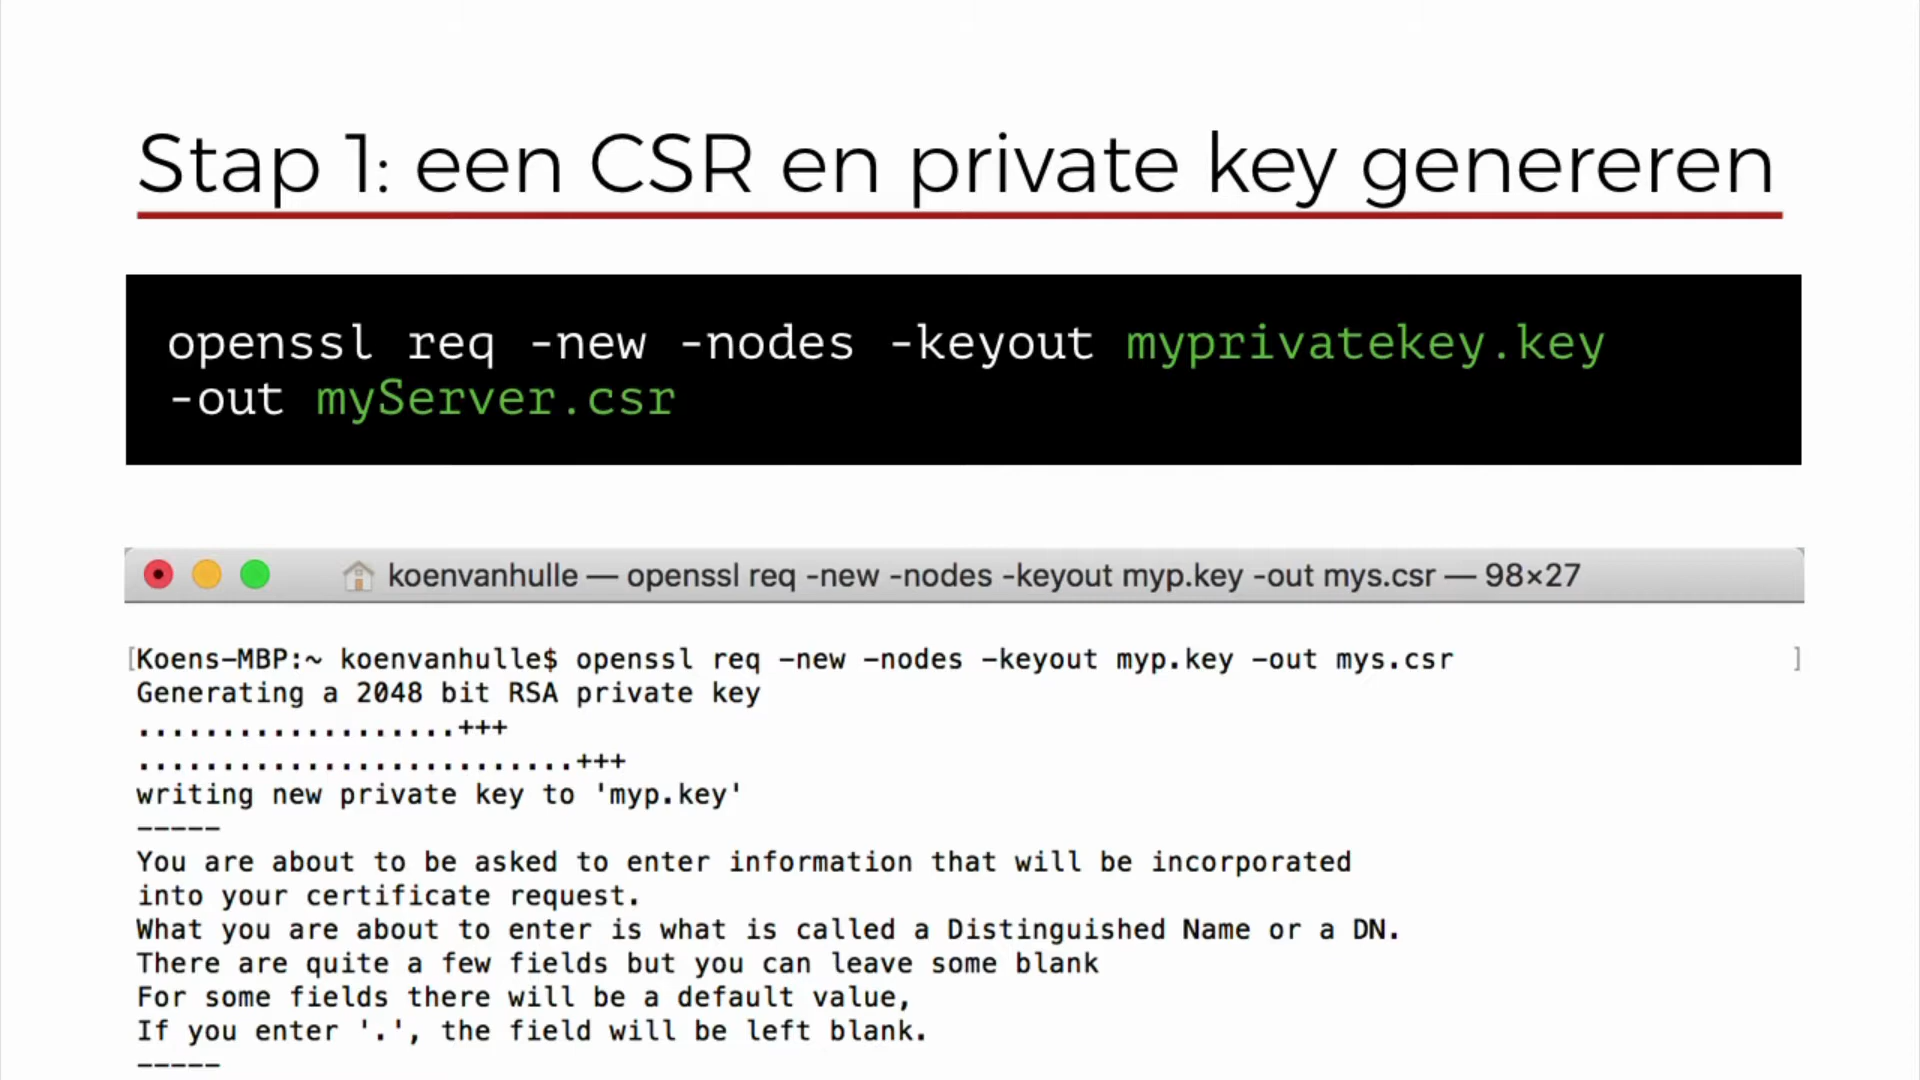 Stap 1: een CSR en private key genereren
openssl req -new -nodes -keyout myprivatekey.key
-out myServer.csr
koenvanhulle — openssl req -new -nodes -keyout myp.key -out mys.csr — 98×27
[Koens-MBP:~ koenvanhulle$ openssl req -new -nodes -keyout myp.key -out mys.csr ]
Generating a 2048 bit RSA private key
...................+++
..........................+++
writing new private key to 'myp.key'
-----
You are about to be asked to enter information that will be incorporated
into your certificate request.
What you are about to enter is what is called a Distinguished Name or a DN.
There are quite a few fields but you can leave some blank
For some fields there will be a default value,
If you enter '.', the field will be left blank.
-----